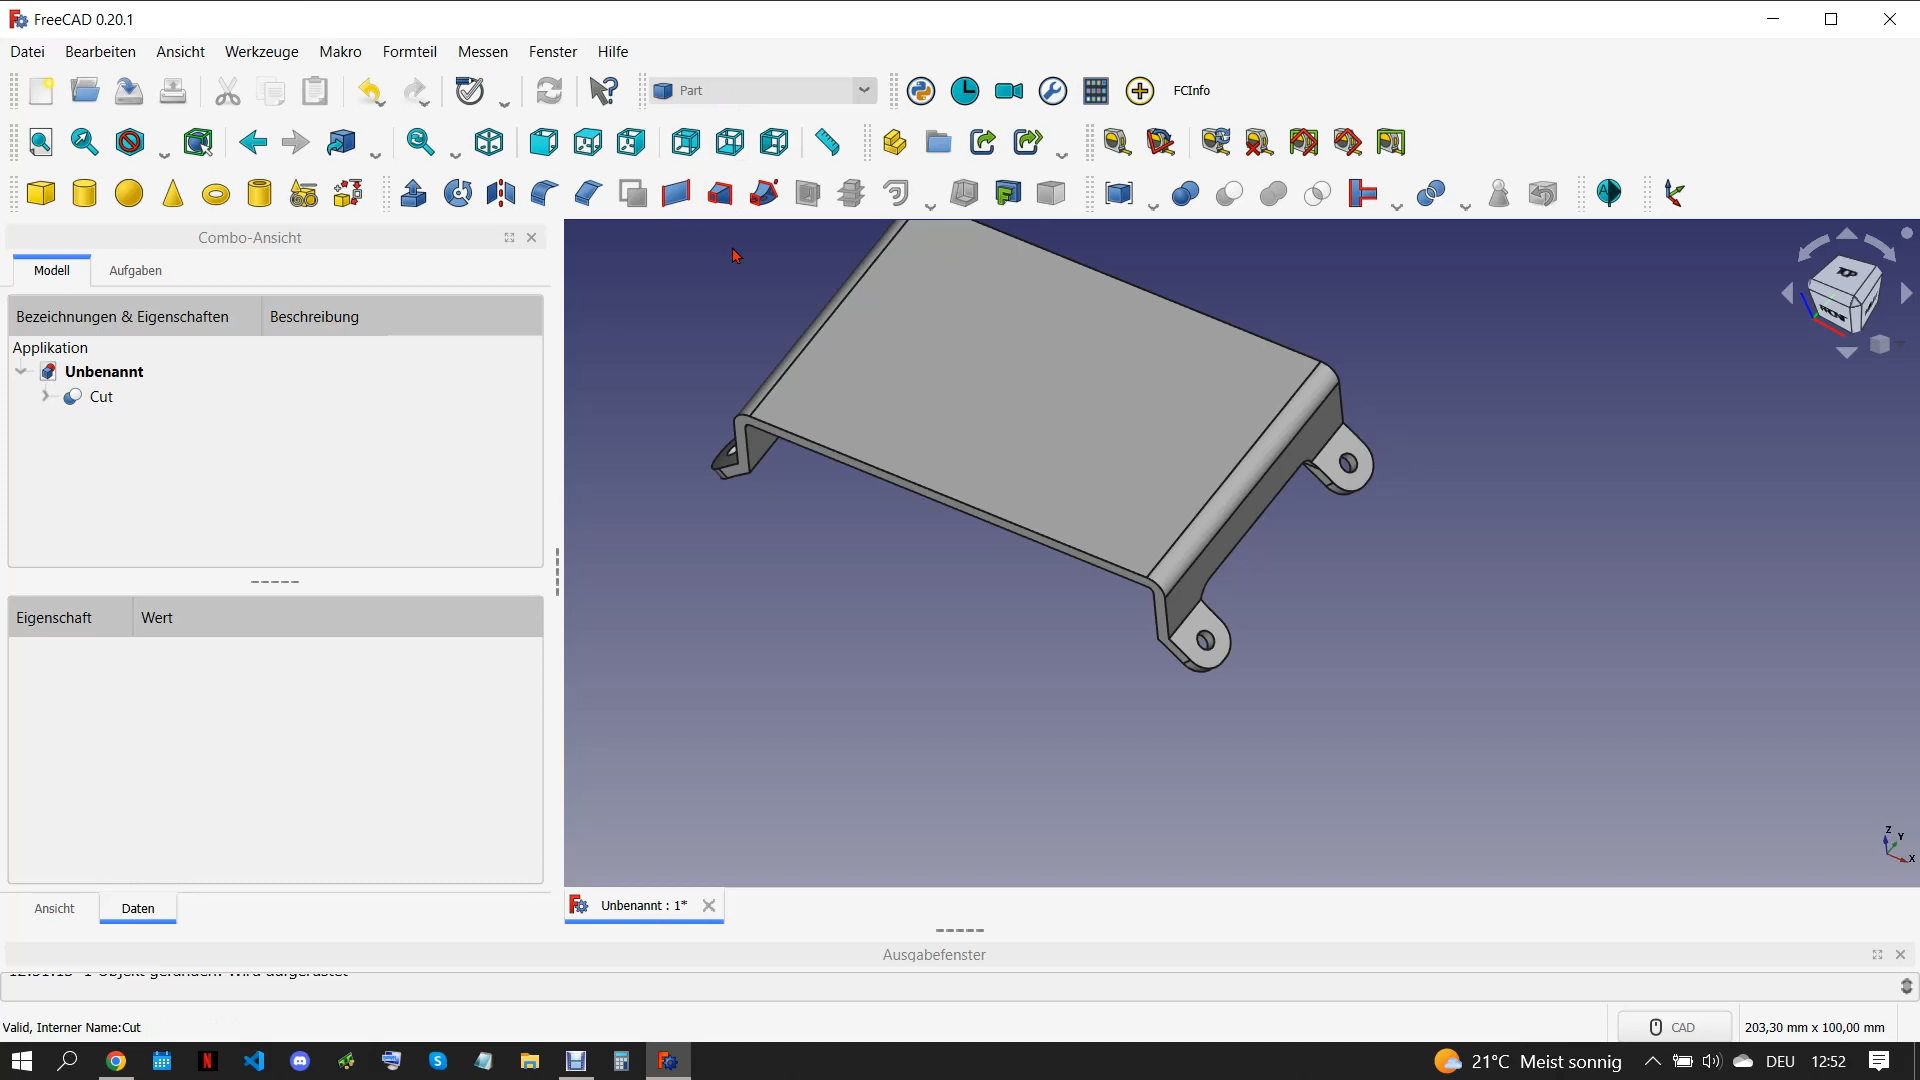 FreeCAD 0.20.1
Datei Bearbeiten Ansicht Werkzeuge Makro Formteil Messen Fenster Hilfe
Part FCInfo
Combo-Ansicht
Modell Aufgaben
Bezeichnungen & Eigenschaften Beschreibung
Applikation
Unbenannt
Cut
Eigenschaft Wert
Ansicht Daten
TOP
FRONT
Z
Y
X
Unbenannt : 1*
Ausgabefenster
Valid, Interner Name:Cut
CAD 203,30 mm x 100,00 mm
21°C Meist sonnig DEU 12:52